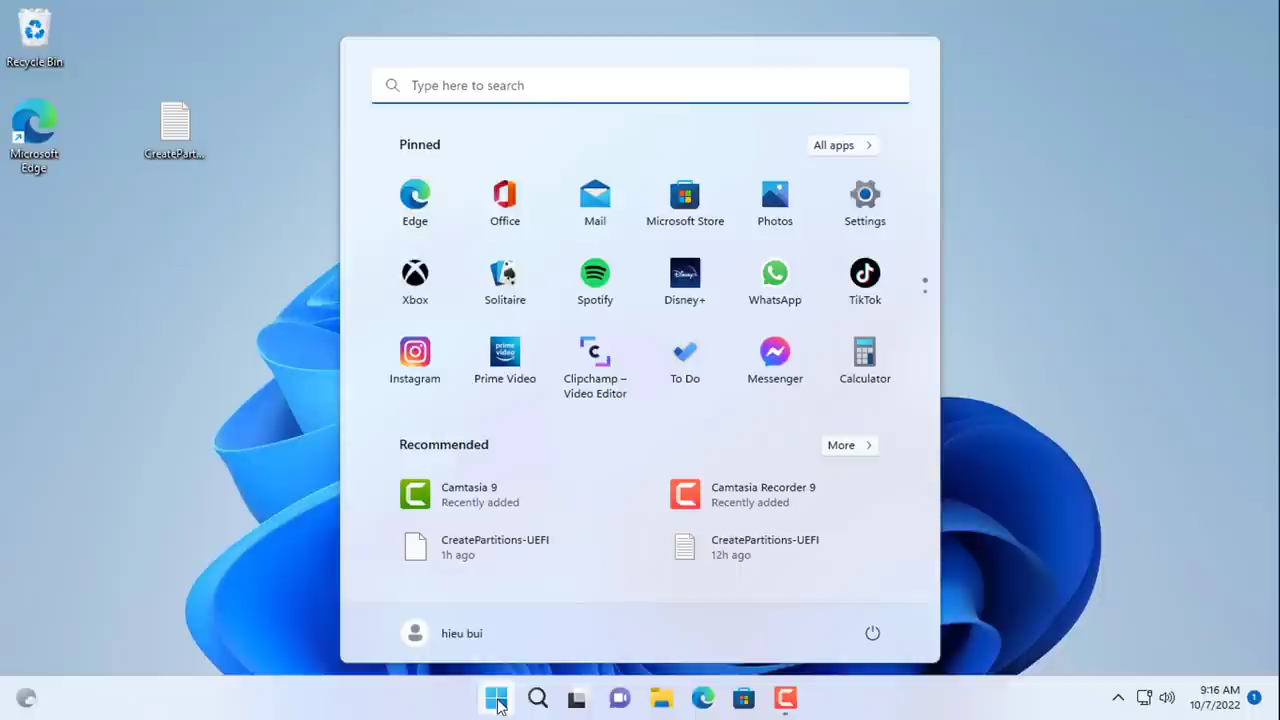 Recycle Bin
Microsoft
Edge
CreatePart...
Type here to search
Pinned
All apps
Edge
Office
Mail
Microsoft Store
Photos
Settings
Xbox
Solitaire
Spotify
Disney+
Disney+
WhatsApp
TikTok
Instagram
prime
video
Prime Video
Clipchamp –
Video Editor
To Do
Messenger
Calculator
Recommended
More
Camtasia 9
Recently added
Camtasia Recorder 9
Recently added
CreatePartitions-UEFI
1h ago
CreatePartitions-UEFI
12h ago
hieu bui
9:16 AM
10/7/2022
1